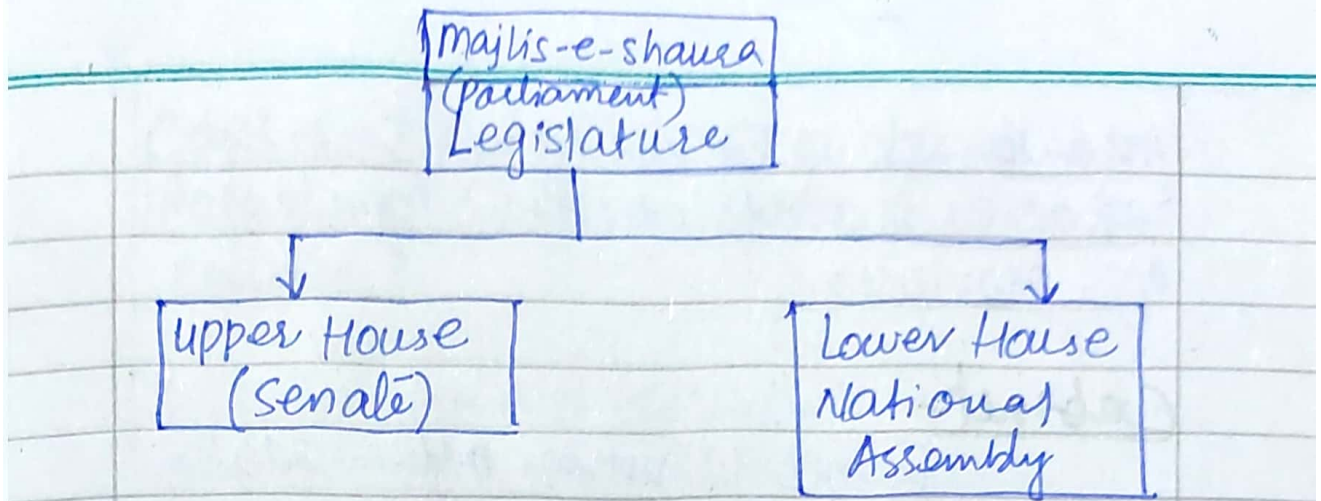 Majlis-e-shaura
(Parliament)
Legislature
upper House
(Senate)
Lower House
National
Assembly